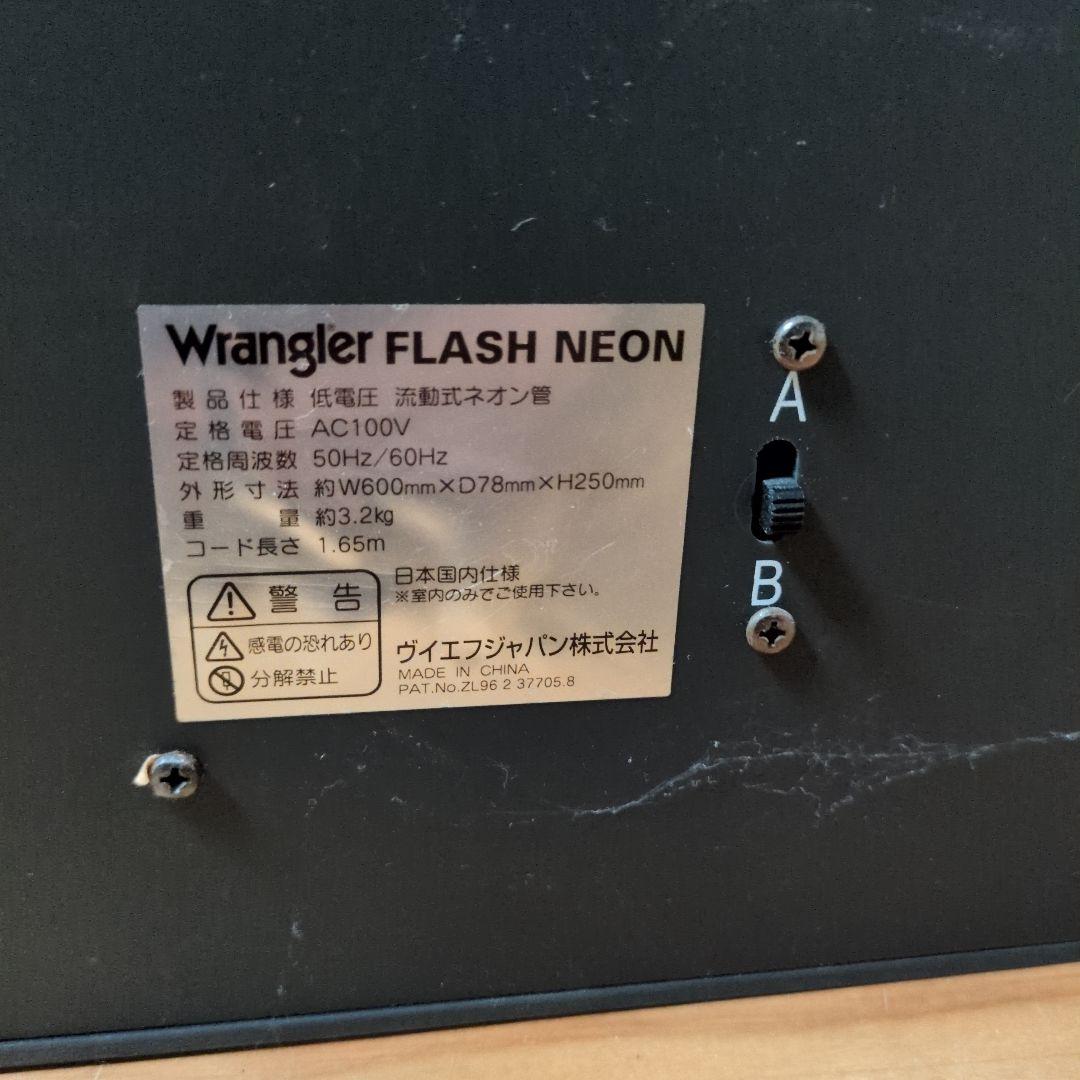 Wrangler FLASH NEON
製品仕様 低電圧 流動式ネオン管
定格電圧 AC100V
定格周波数 50Hz/60Hz
外形寸法 約W600mm×D78mm×H250mm
重量 約3.2kg
コード長さ 1.65m
警告
感電の恐れあり
分解禁止
日本国内仕様
※室内のみでご使用下さい。
ヴイエフジャパン株式会社
MADE IN CHINA
PAT.No.ZL96 2 37705.8
A
B